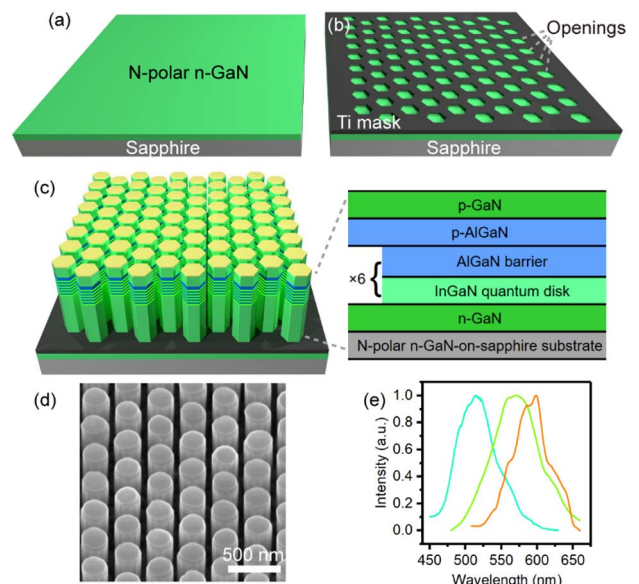 (a)
N-polar n-GaN
Sapphire
(b)
Openings
Ti mask
Sapphire
(c)
p-GaN
p-AlGaN
AlGaN barrier
×6 {
InGaN quantum disk
n-GaN
N-polar n-GaN-on-sapphire substrate
(d)
500 nm
(e)
Intensity (a.u.)
1.0
0.8
0.6
0.4
0.2
0.0
450 500 550 600 650
Wavelength (nm)